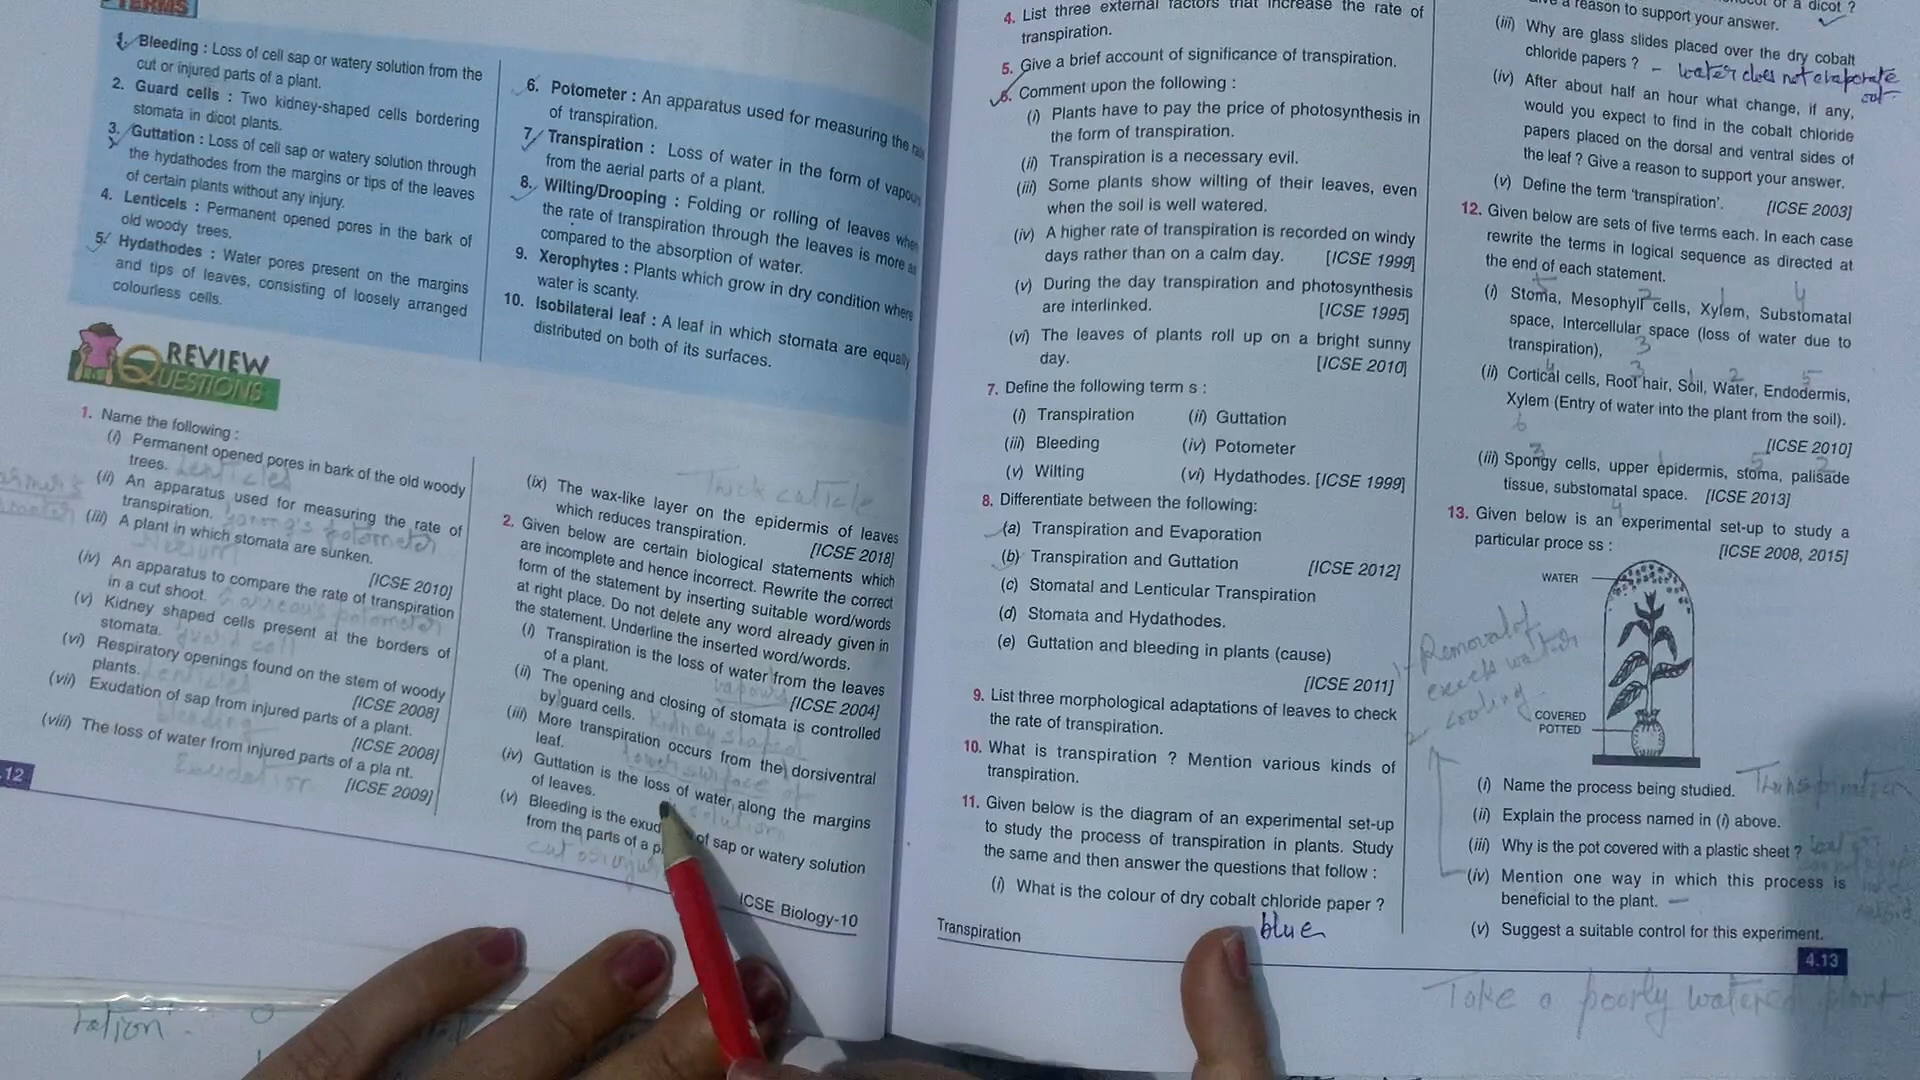 TERMS
1. Bleeding : Loss of cell sap or watery solution from the
cut or injured parts of a plant.
2. Guard cells : Two kidney-shaped cells bordering
stomata in dicot plants.
3. Guttation : Loss of cell sap or watery solution through
the hydathodes from the margins or tips of the leaves
of certain plants without any injury.
4. Lenticels : Permanent opened pores in the bark of
old woody trees.
5. Hydathodes : Water pores present on the margins
and tips of leaves, consisting of loosely arranged
colourless cells.
6. Potometer : An apparatus used for measuring the
of transpiration.
7. Transpiration : Loss of water in the form of vapour
from the aerial parts of a plant.
8. Wilting/Drooping : Folding or rolling of leaves when
the rate of transpiration through the leaves is more as
compared to the absorption of water.
9. Xerophytes : Plants which grow in dry condition where
water is scanty.
10. Isobilateral leaf : A leaf in which stomata are equally
distributed on both of its surfaces.
REVIEW
QUESTIONS
1. Name the following :
(i) Permanent opened pores in bark of the old woody
trees. Lenticles
(ii) An apparatus used for measuring the rate of
transpiration. potometer
(iii) A plant in which stomata are sunken.
Nerium [ICSE 2010]
(iv) An apparatus to compare the rate of transpiration
in a cut shoot. potometer
(v) Kidney shaped cells present at the borders of
stomata. guard cell
(vi) Respiratory openings found on the stem of woody
plants. lenticles [ICSE 2008]
(vii) Exudation of sap from injured parts of a plant.
bleeding [ICSE 2008]
(viii) The loss of water from injured parts of a pla nt.
Exudation [ICSE 2009]
.12
Thick cuticle
(ix) The wax-like layer on the epidermis of leaves
which reduces transpiration. [ICSE 2018]
2. Given below are certain biological statements which
are incomplete and hence incorrect. Rewrite the correct
form of the statement by inserting suitable word/words
at right place. Do not delete any word already given in
the statement. Underline the inserted word/words.
(i) Transpiration is the loss of water from the leaves
of a plant. vapours [ICSE 2004]
(ii) The opening and closing of stomata is controlled
by guard cells. kidney shaped
(iii) More transpiration occurs from the dorsiventral
leaf. lower surface of
(iv) Guttation is the loss of water along the margins
of leaves. solution
(v) Bleeding is the exud of sap or watery solution
from the parts of a p
cut or injur
ICSE Biology-10
4. List three external factors that increase the rate of
transpiration.
5. Give a brief account of significance of transpiration.
6. Comment upon the following :
(i) Plants have to pay the price of photosynthesis in
the form of transpiration.
(ii) Transpiration is a necessary evil.
(iii) Some plants show wilting of their leaves, even
when the soil is well watered.
(iv) A higher rate of transpiration is recorded on windy
days rather than on a calm day. [ICSE 1999]
(v) During the day transpiration and photosynthesis
are interlinked. [ICSE 1995]
(vi) The leaves of plants roll up on a bright sunny
day. [ICSE 2010]
7. Define the following term s :
(i) Transpiration (ii) Guttation
(iii) Bleeding (iv) Potometer
(v) Wilting (vi) Hydathodes. [ICSE 1999]
8. Differentiate between the following:
(a) Transpiration and Evaporation
(b) Transpiration and Guttation [ICSE 2012]
(c) Stomatal and Lenticular Transpiration
(d) Stomata and Hydathodes.
(e) Guttation and bleeding in plants (cause)
[ICSE 2011]
9. List three morphological adaptations of leaves to check
the rate of transpiration.
10. What is transpiration ? Mention various kinds of
transpiration.
11. Given below is the diagram of an experimental set-up
to study the process of transpiration in plants. Study
the same and then answer the questions that follow :
(i) What is the colour of dry cobalt chloride paper ?
blue
Transpiration
or a dicot ?
a reason to support your answer.
(iii) Why are glass slides placed over the dry cobalt
chloride papers ? - water does not evaporate
out
(iv) After about half an hour what change, if any,
would you expect to find in the cobalt chloride
papers placed on the dorsal and ventral sides of
the leaf ? Give a reason to support your answer.
(v) Define the term 'transpiration'. [ICSE 2003]
12. Given below are sets of five terms each. In each case
rewrite the terms in logical sequence as directed at
the end of each statement.
5 2 1 4
(i) Stoma, Mesophyll cells, Xylem, Substomatal
space, Intercellular space (loss of water due to
transpiration), 3
4 3 1 2 5
(ii) Cortical cells, Root hair, Soil, Water, Endodermis,
Xylem (Entry of water into the plant from the soil).
6 [ICSE 2010]
3 1 5 2
(iii) Spongy cells, upper epidermis, stoma, palisade
tissue, substomatal space. [ICSE 2013]
4
13. Given below is an experimental set-up to study a
particular proce ss : [ICSE 2008, 2015]
WATER
1- Removal of
excess water
2- cooling
COVERED
POTTED
(i) Name the process being studied. Transpiration
(ii) Explain the process named in (i) above.
(iii) Why is the pot covered with a plastic sheet ?
(iv) Mention one way in which this process is
beneficial to the plant.
(v) Suggest a suitable control for this experiment.
4.13
Take a poorly watered plant
tation